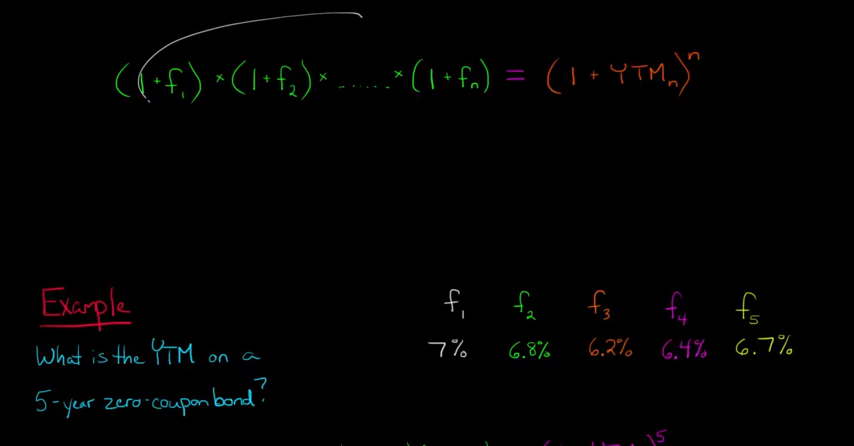 (1 + f₁) × (1 + f₂) × ...... × (1 + fₙ) = (1 + YTMₙ)ⁿ
Example
f₁ f₂ f₃ f₄ f₅
What is the YTM on a
7% 6.8% 6.2% 6.4% 6.7%
5-year zero-coupon bond?